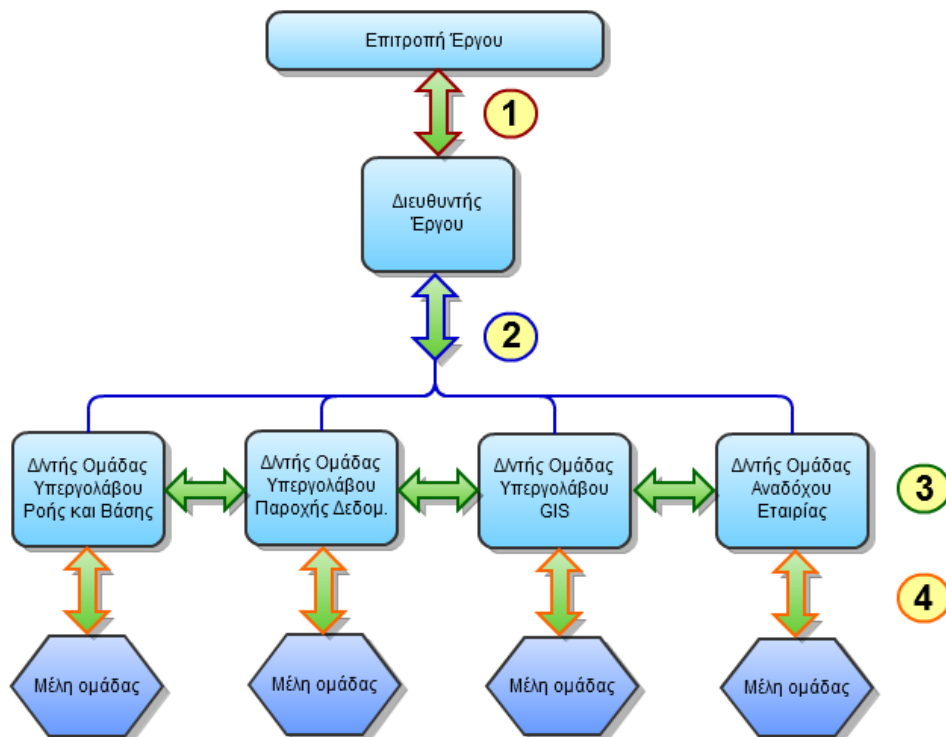 Επιτροπή Έργου
1
Διευθυντής
Έργου
2
Δ/ντής Ομάδας
Υπεργολάβου
Ροής και Βάσης
Δ/ντής Ομάδας
Υπεργολάβου
Παροχής Δεδομ.
Δ/ντής Ομάδας
Υπεργολάβου
GIS
Δ/ντής Ομάδας
Αναδόχου
Εταιρίας
3
4
Μέλη ομάδας
Μέλη ομάδας
Μέλη ομάδας
Μέλη ομάδας